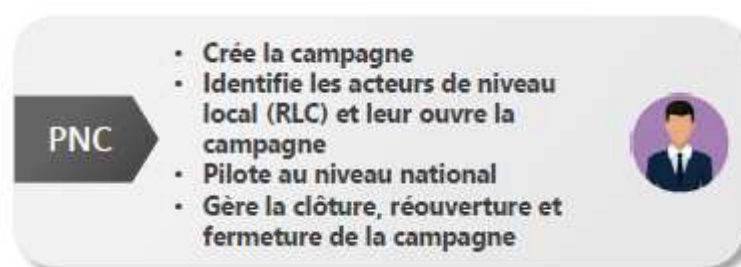 PNC
• Crée la campagne
• Identifie les acteurs de niveau
local (RLC) et leur ouvre la
campagne
• Pilote au niveau national
• Gère la clôture, réouverture et
fermeture de la campagne